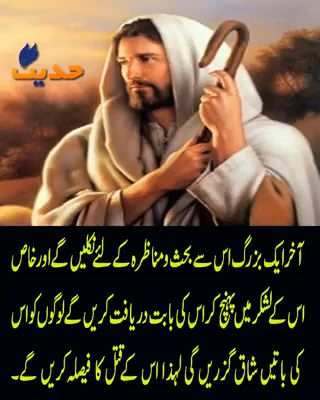 حدیث
آخر ایک بزرگ اس سے بحث و مناظرہ کے لئے نکلیں گے اور خاص
اس کے لشکر میں پہنچ کر اس کی بابت دریافت کریں گے لوگوں کو اس
کی باتیں شاق گزریں گی لہذا اس کے قتل کا فیصلہ کریں گے۔